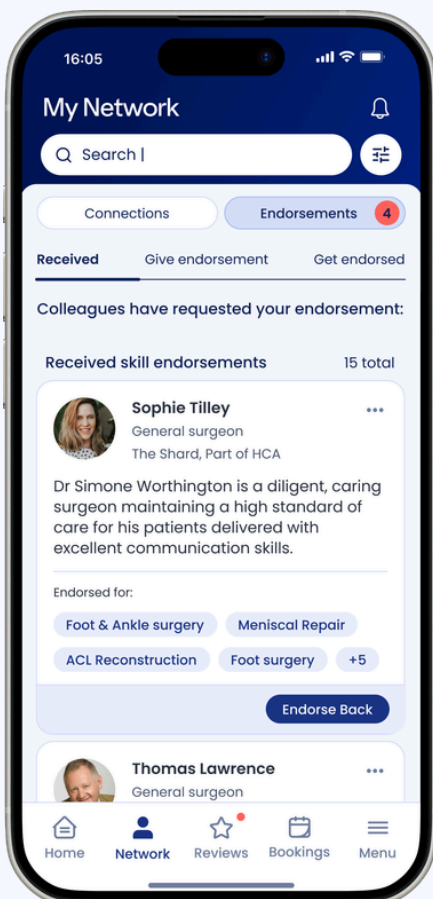 16:05
My Network
Search |
Connections
Endorsements 4
Received Give endorsement Get endorsed
Colleagues have requested your endorsement:
Received skill endorsements 15 total
Sophie Tilley
General surgeon
The Shard, Part of HCA
Dr Simone Worthington is a diligent, caring
surgeon maintaining a high standard of
care for his patients delivered with
excellent communication skills.
Endorsed for:
Foot & Ankle surgery Meniscal Repair
ACL Reconstruction Foot surgery +5
Endorse Back
Thomas Lawrence
General surgeon
Home Network Reviews Bookings Menu